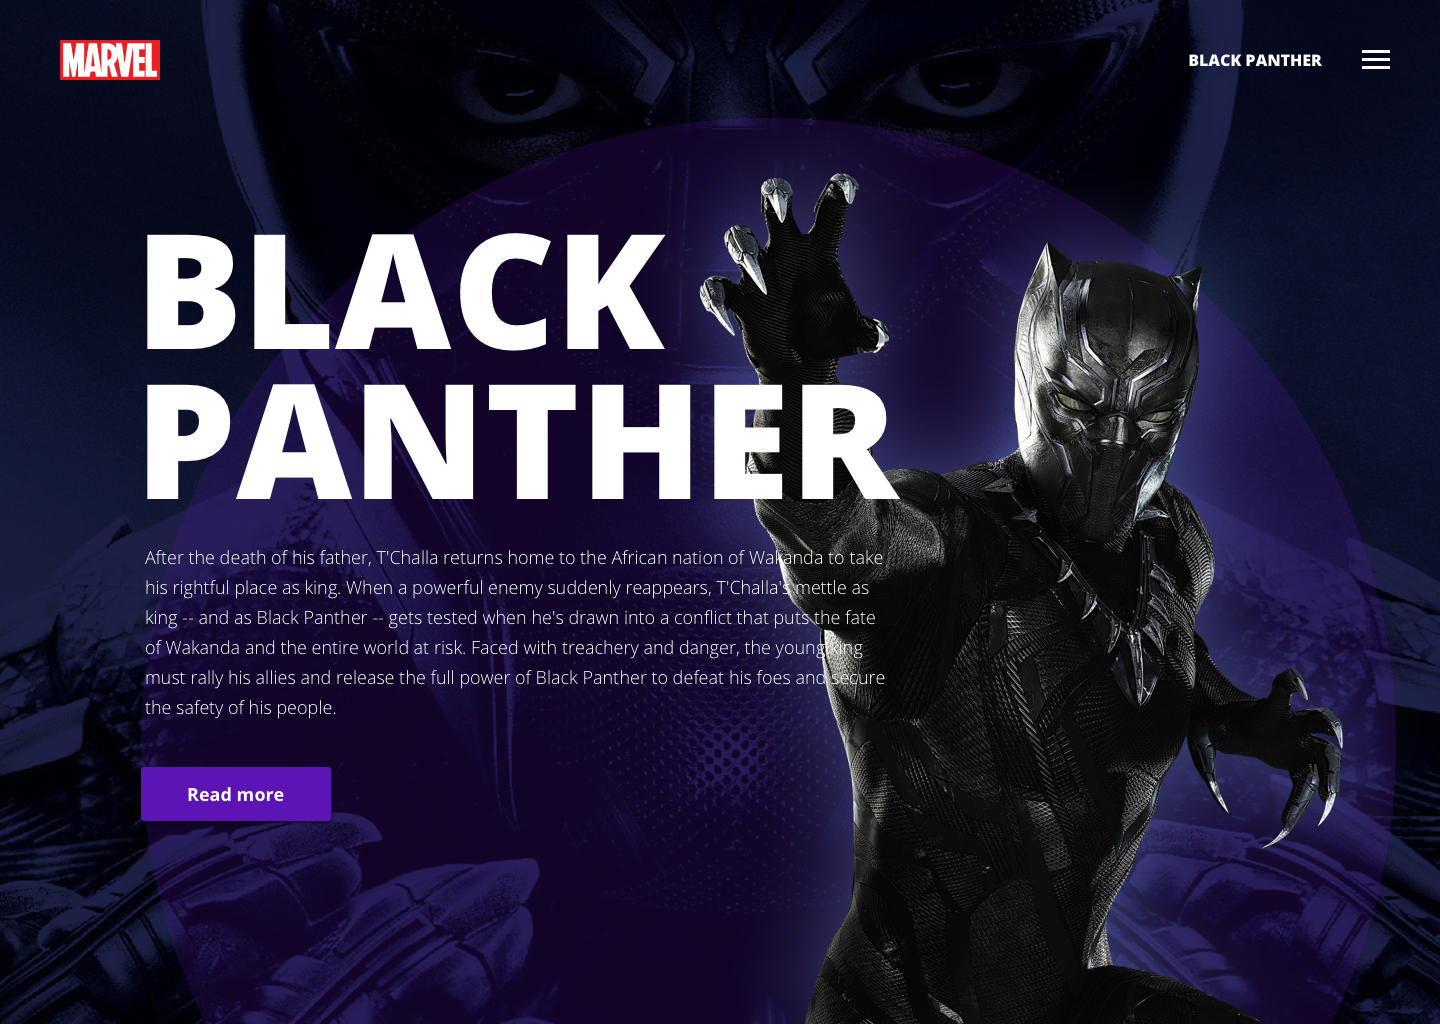 MARVEL
BLACK PANTHER
BLACK
PANTHER
After the death of his father, T'Challa returns home to the African nation of Wakanda to take
his rightful place as king. When a powerful enemy suddenly reappears, T'Challa's mettle as
king -- and as Black Panther -- gets tested when he's drawn into a conflict that puts the fate
of Wakanda and the entire world at risk. Faced with treachery and danger, the young king
must rally his allies and release the full power of Black Panther to defeat his foes and secure
the safety of his people.
Read more